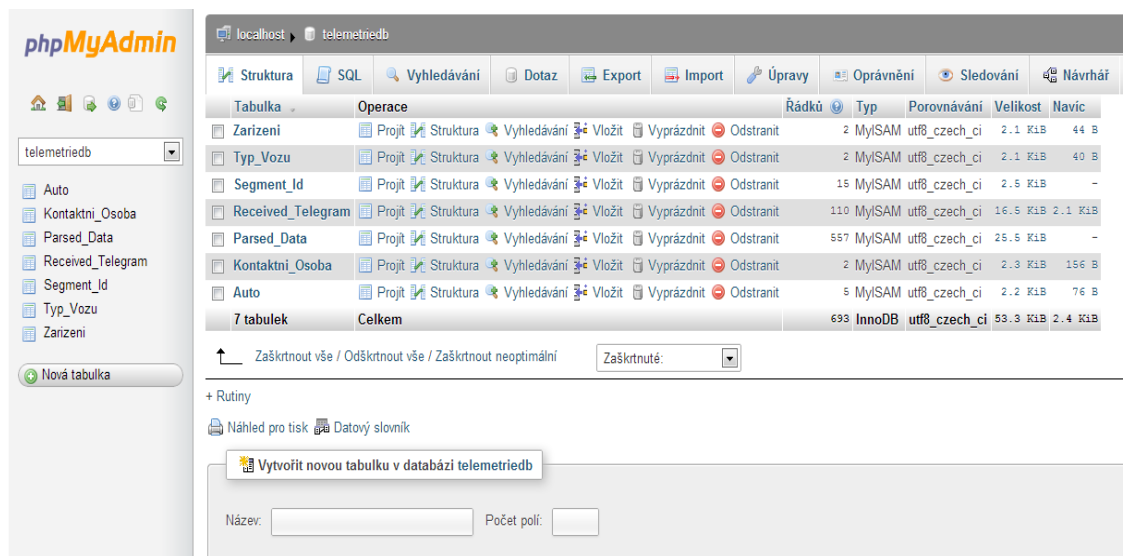 phpMyAdmin
telemetriedb
Auto
Kontaktni_Osoba
Parsed_Data
Received_Telegram
Segment_Id
Typ_Vozu
Zarizeni
Nová tabulka
localhost telemetriedb
Struktura SQL Vyhledávání Dotaz Export Import Úpravy Oprávnění Sledování Návrhář
Tabulka Operace Řádků Typ Porovnávání Velikost Navíc
Zarizeni Projít Struktura Vyhledávání Vložit Vyprázdnit Odstranit 2 MyISAM utf8_czech_ci 2.1 KiB 44 B
Typ_Vozu Projít Struktura Vyhledávání Vložit Vyprázdnit Odstranit 2 MyISAM utf8_czech_ci 2.1 KiB 40 B
Segment_Id Projít Struktura Vyhledávání Vložit Vyprázdnit Odstranit 15 MyISAM utf8_czech_ci 2.5 KiB -
Received_Telegram Projít Struktura Vyhledávání Vložit Vyprázdnit Odstranit 110 MyISAM utf8_czech_ci 16.5 KiB 2.1 KiB
Parsed_Data Projít Struktura Vyhledávání Vložit Vyprázdnit Odstranit 557 MyISAM utf8_czech_ci 25.5 KiB -
Kontaktni_Osoba Projít Struktura Vyhledávání Vložit Vyprázdnit Odstranit 2 MyISAM utf8_czech_ci 2.3 KiB 156 B
Auto Projít Struktura Vyhledávání Vložit Vyprázdnit Odstranit 5 MyISAM utf8_czech_ci 2.2 KiB 76 B
7 tabulek Celkem 693 InnoDB utf8_czech_ci 53.3 KiB 2.4 KiB
Zaškrtnout vše / Odškrtnout vše / Zaškrtnout neoptimální Zaškrtnuté:
+ Rutiny
Náhled pro tisk Datový slovník
Vytvořit novou tabulku v databázi telemetriedb
Název: Počet polí: